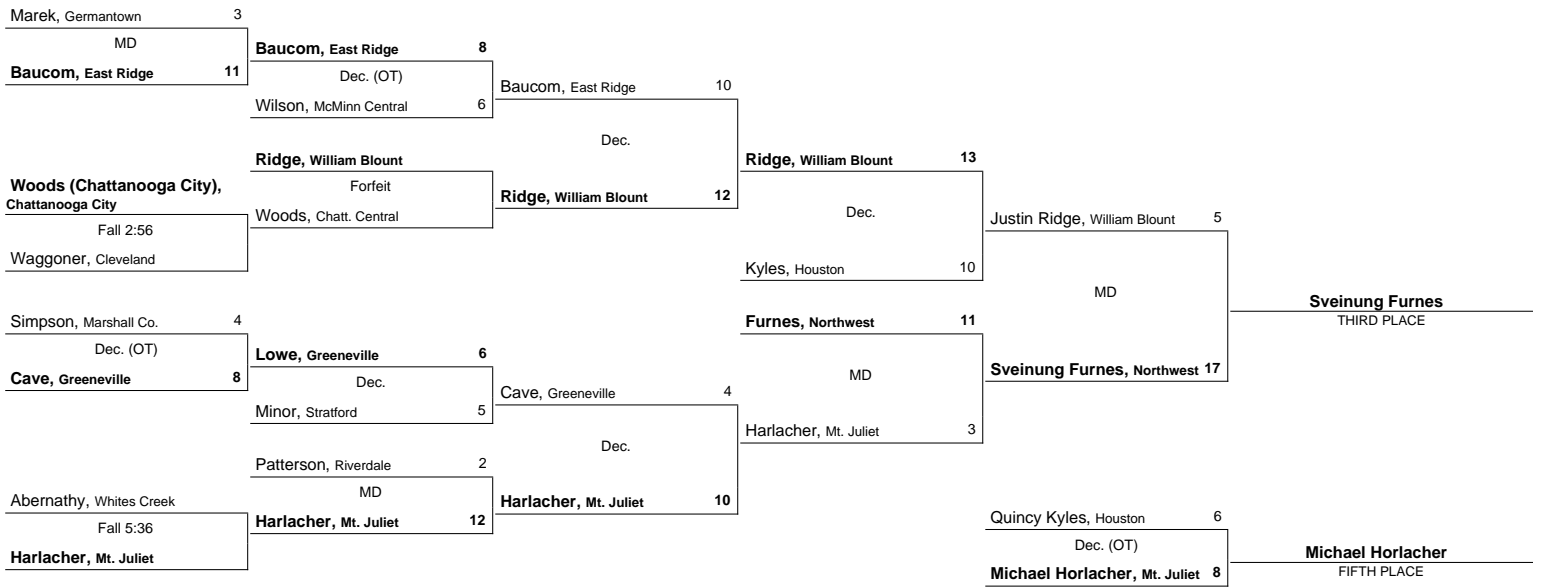 Marek, Germantown 3
MD
Baucom, East Ridge 11
Woods (Chattanooga City),
Chattanooga City
Fall 2:56
Waggoner, Cleveland
Simpson, Marshall Co. 4
Dec. (OT)
Cave, Greeneville 8
Abernathy, Whites Creek
Fall 5:36
Harlacher, Mt. Juliet
Baucom, East Ridge 8
Dec. (OT)
Wilson, McMinn Central 6
Ridge, William Blount
Forfeit
Woods, Chatt. Central
Lowe, Greeneville 6
Dec.
Minor, Stratford 5
Patterson, Riverdale 2
MD
Harlacher, Mt. Juliet 12
Baucom, East Ridge 10
Dec.
Ridge, William Blount 12
Cave, Greeneville 4
Dec.
Harlacher, Mt. Juliet 10
Ridge, William Blount 13
Dec.
Kyles, Houston 10
Furnes, Northwest 11
MD
Harlacher, Mt. Juliet 3
Justin Ridge, William Blount 5
MD
Sveinung Furnes, Northwest 17
Quincy Kyles, Houston 6
Dec. (OT)
Michael Horlacher, Mt. Juliet 8
Sveinung Furnes
THIRD PLACE
Michael Horlacher
FIFTH PLACE